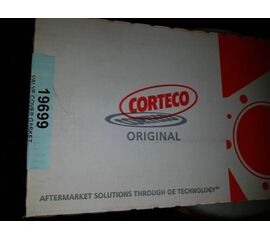 19699
VALVE COVER GASKET
CORTECO
ORIGINAL
AFTERMARKET SOLUTIONS THROUGH OE TECHNOLOGY™